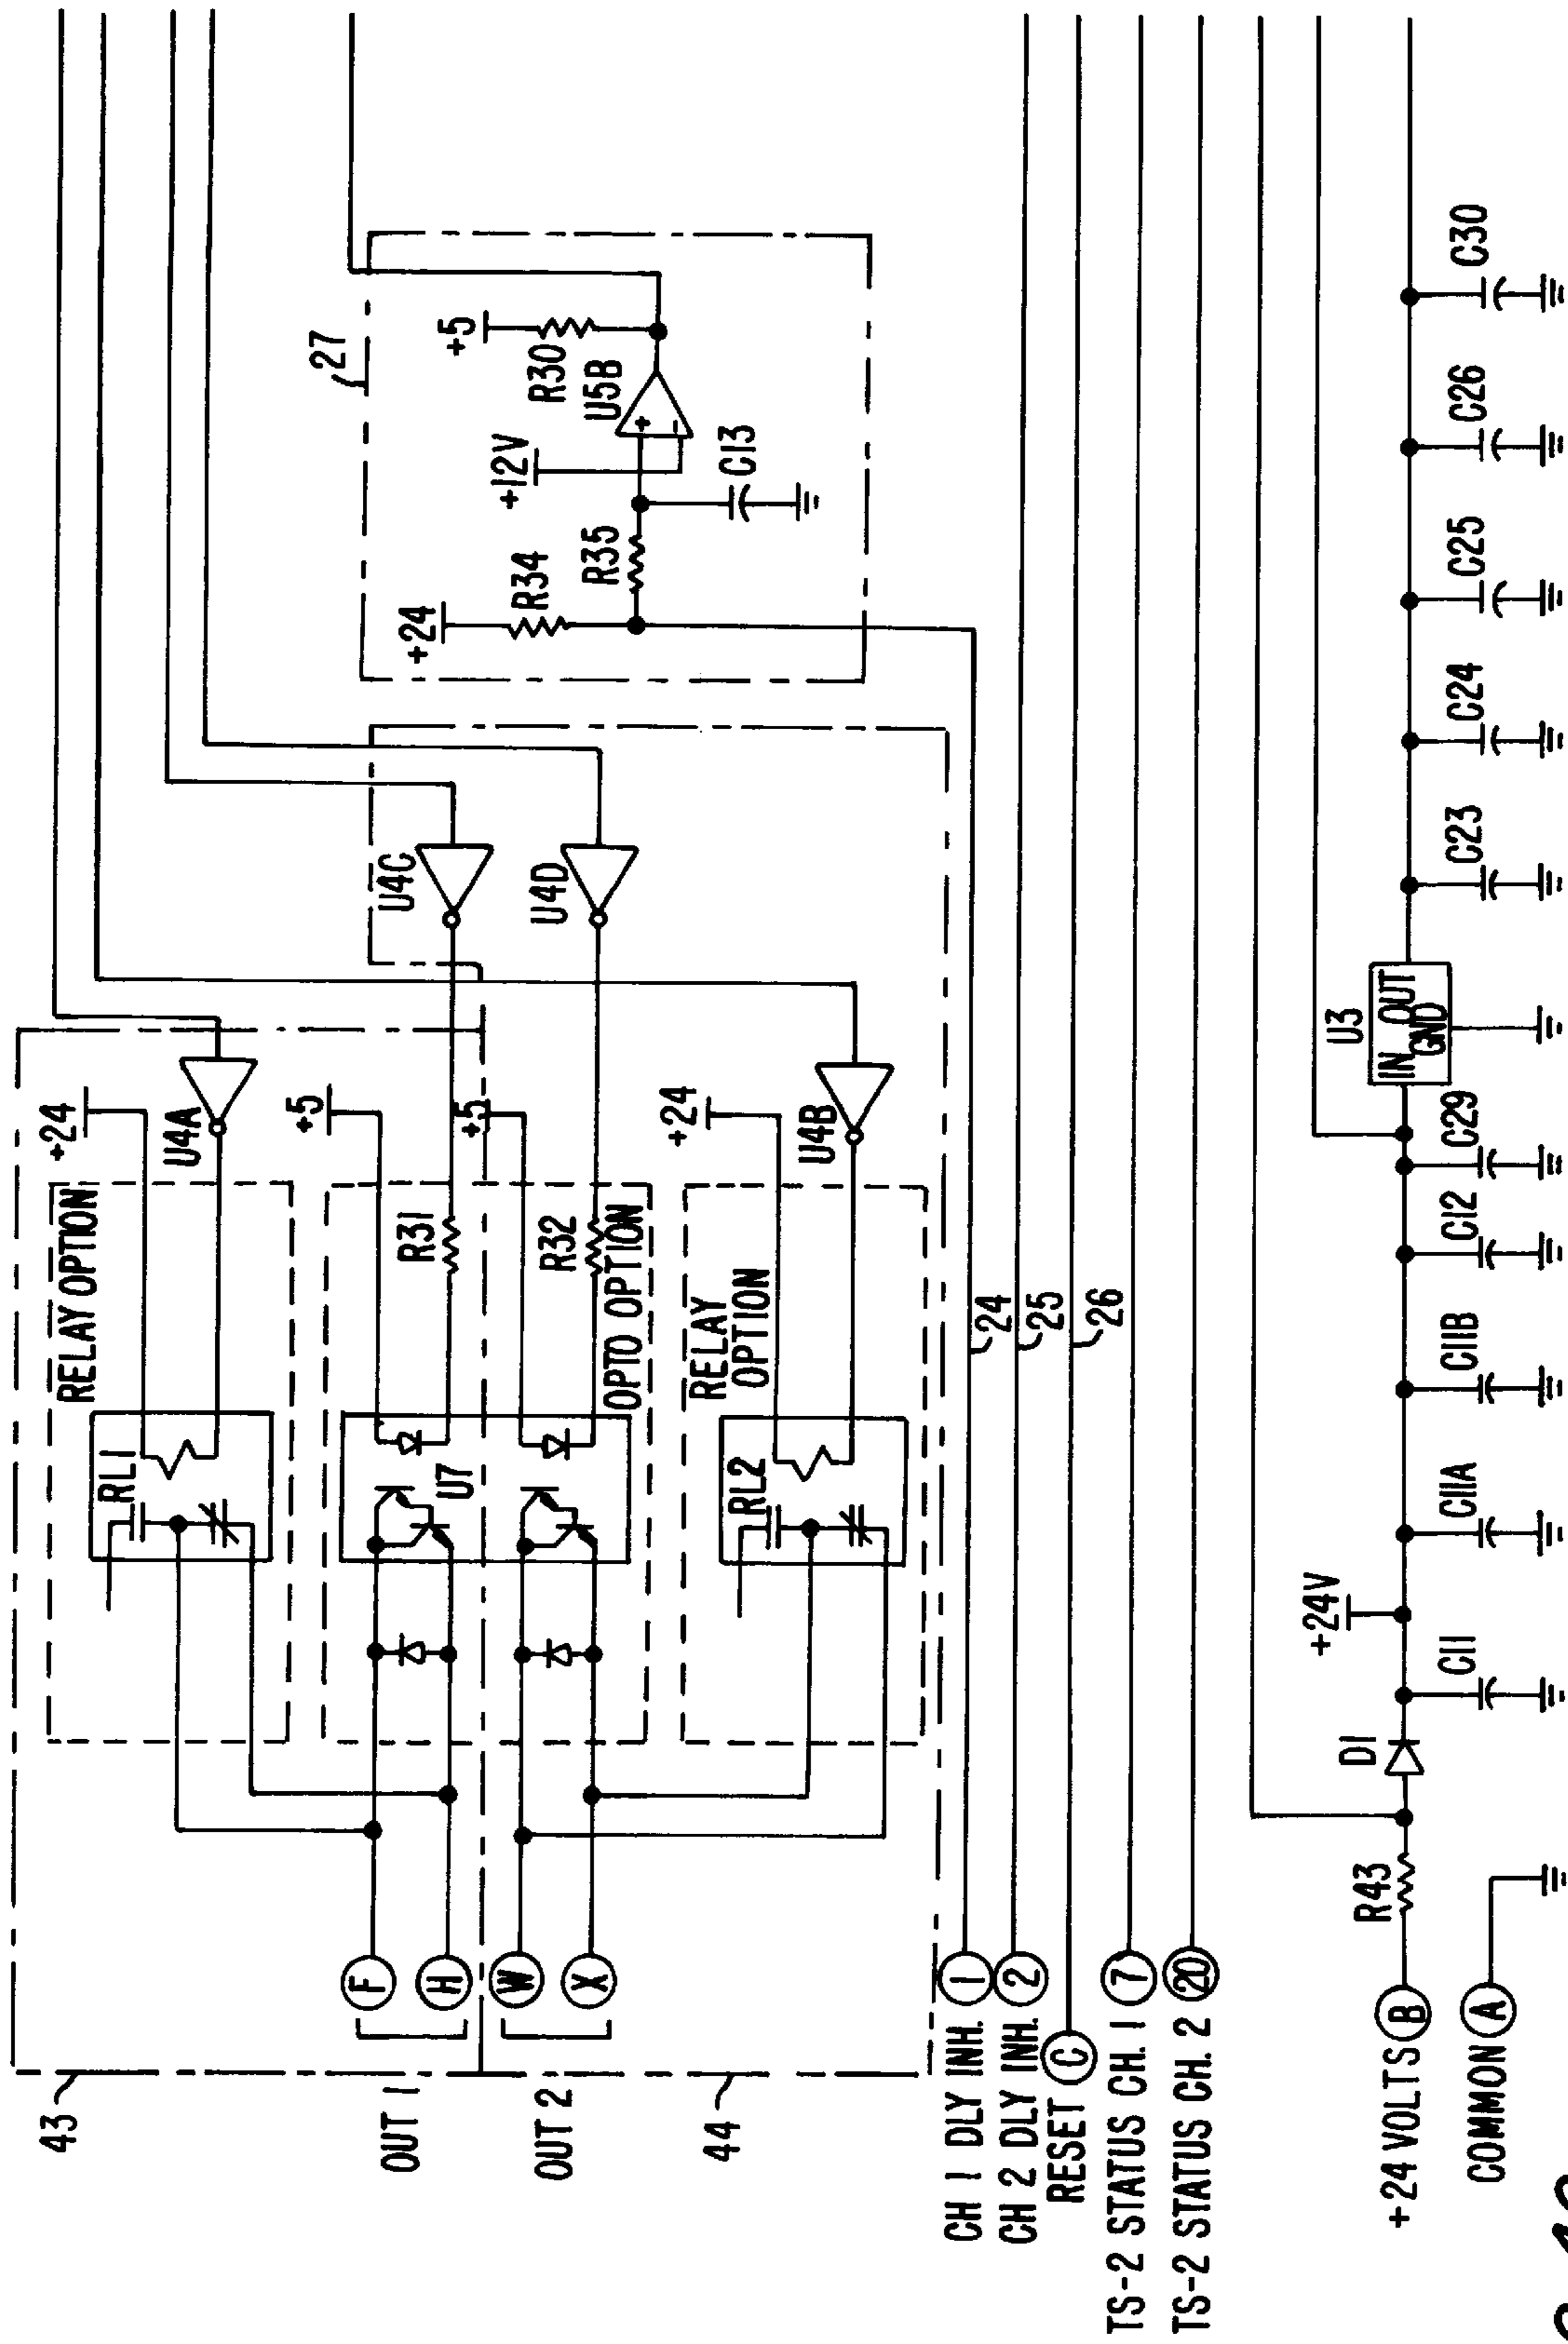 43
RELAY OPTION
+24
RL1
U4A
OUT 1
F
H
+5
U7
R31
U4C
+5
OUT 2
W
X
R32
U4D
OPTO OPTION
RELAY
OPTION
+24
RL2
U4B
44
27
+24
R34
R35
+12V
C13
+
−
U5B
R30
+5
CH 1 DLY INH. 1
24
CH 2 DLY INH. 2
25
RESET C
26
TS-2 STATUS CH. 1 7
TS-2 STATUS CH. 2 20
+24 VOLTS B
R43
D1
+24V
C11
C11A
C11B
C12
C29
U3
IN OUT
GND
C23
C24
C25
C26
C30
COMMON A